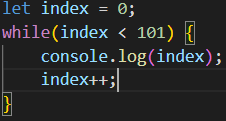 let index = 0;
while(index < 101) {
    console.log(index);
    index++;
}